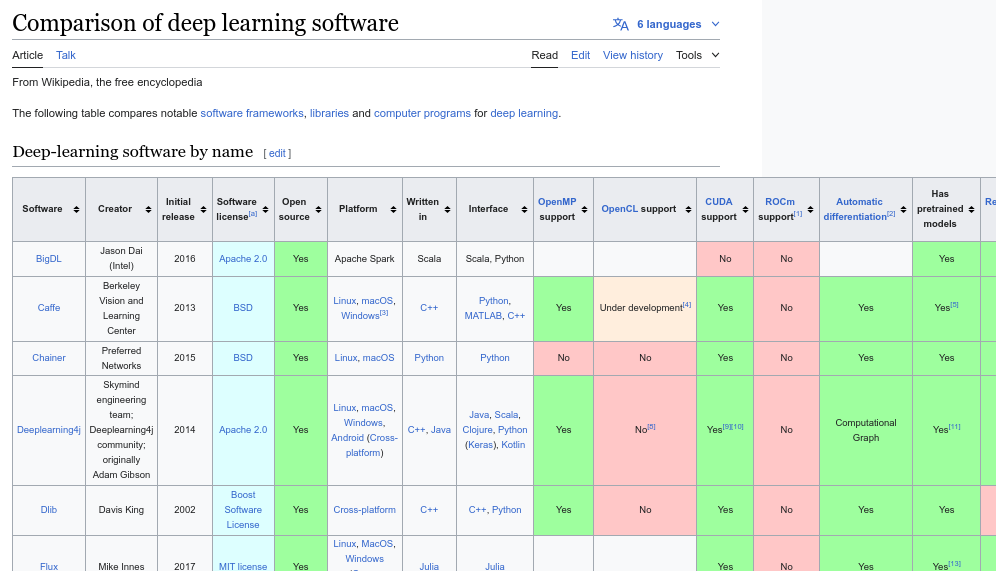 Comparison of deep learning software
6 languages
Article Talk Read Edit View history Tools
From Wikipedia, the free encyclopedia
The following table compares notable software frameworks, libraries and computer programs for deep learning.
Deep-learning software by name [ edit ]
Software Creator Initial release Software license[a] Open source Platform Written in Interface OpenMP support OpenCL support CUDA support ROCm support[1] Automatic differentiation[2] Has pretrained models Re
BigDL Jason Dai (Intel) 2016 Apache 2.0 Yes Apache Spark Scala Scala, Python No No Yes
Caffe Berkeley Vision and Learning Center 2013 BSD Yes Linux, macOS, Windows[3] C++ Python, MATLAB, C++ Yes Under development[4] Yes No Yes Yes[5]
Chainer Preferred Networks 2015 BSD Yes Linux, macOS Python Python No No Yes No Yes Yes
Deeplearning4j Skymind engineering team; Deeplearning4j community; originally Adam Gibson 2014 Apache 2.0 Yes Linux, macOS, Windows, Android (Cross-platform) C++, Java Java, Scala, Clojure, Python (Keras), Kotlin Yes No[5] Yes[9][10] No Computational Graph Yes[11]
Dlib Davis King 2002 Boost Software License Yes Cross-platform C++ C++, Python Yes No Yes No Yes Yes
Flux Mike Innes 2017 MIT license Yes Linux, MacOS, Windows Julia Julia Yes No Yes Yes[13]